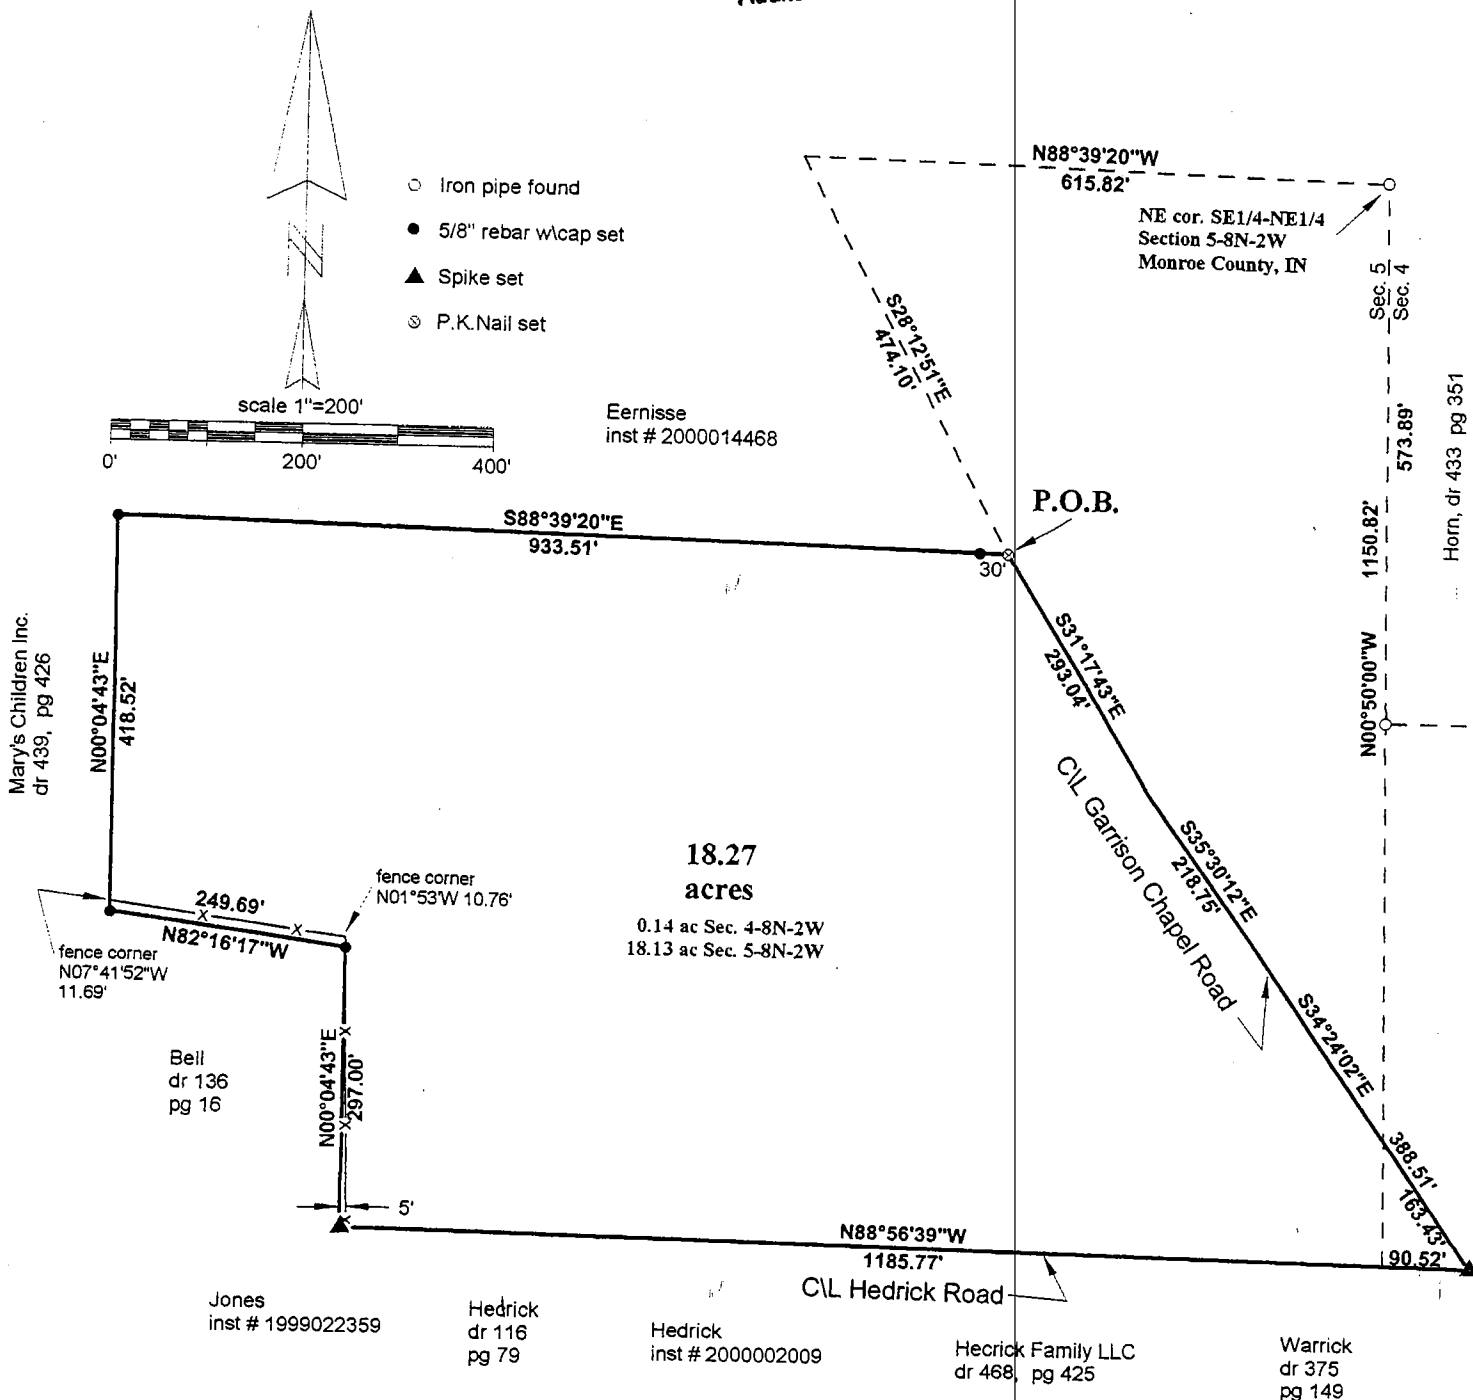 N88°39'20"W
615.82'
Iron pipe found
5/8" rebar w\cap set
Spike set
P.K.Nail set
NE cor. SE1/4-NE1/4
Section 5-8N-2W
Monroe County, IN
Sec. 5
Sec. 4
S28°12'51"E
474.10'
scale 1"=200'
0'
200'
400'
Eernisse
inst # 2000014468
573.89'
Horn, dr 433 pg 351
P.O.B.
1150.82'
N00°50'00"W
S88°39'20"E
933.51'
30'
S31°17'43"E
293.04'
Mary's Children Inc.
dr 439, pg 426
N00°04'43"E
418.52'
C\L Garrison Chapel Road
S35°30'12"E
218.75'
18.27
acres
0.14 ac Sec. 4-8N-2W
18.13 ac Sec. 5-8N-2W
fence corner
N01°53'W 10.76'
249.69'
X
X
N82°16'17"W
fence corner
N07°41'52"W
11.69'
S34°24'02"E
388.51'
163.43'
Bell
dr 136
pg 16
N00°04'43"E
297.00'
X
X
X
5'
N88°56'39"W
1185.77'
90.52'
C\L Hedrick Road
Jones
inst # 1999022359
Hedrick
dr 116
pg 79
Hedrick
inst # 2000002009
Hecrick Family LLC
dr 468, pg 425
Warrick
dr 375
pg 149